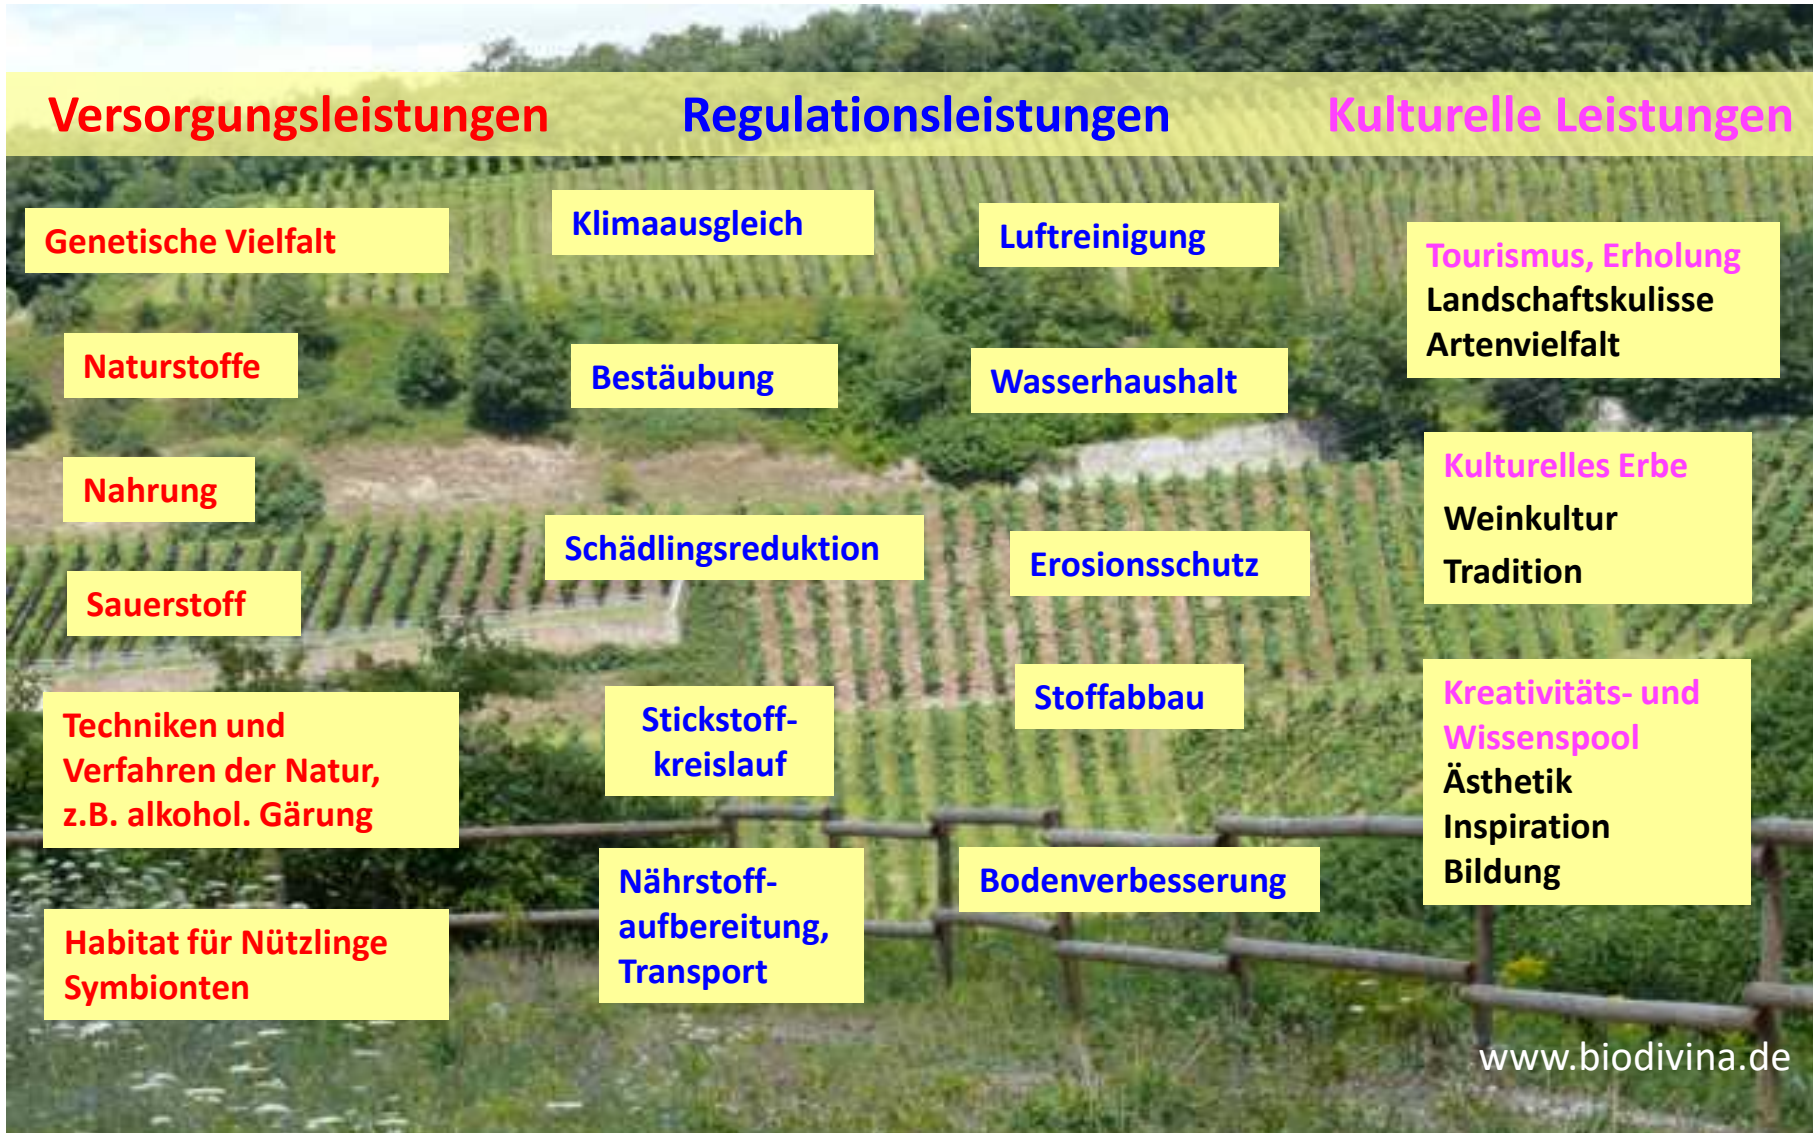 Versorgungsleistungen
Regulationsleistungen
Kulturelle Leistungen
Genetische Vielfalt
Naturstoffe
Nahrung
Sauerstoff
Techniken und
Verfahren der Natur,
z.B. alkohol. Gärung
Habitat für Nützlinge
Symbionten
Klimaausgleich
Bestäubung
Schädlingsreduktion
Stickstoff-
kreislauf
Nährstoff-
aufbereitung,
Transport
Luftreinigung
Wasserhaushalt
Erosionsschutz
Stoffabbau
Bodenverbesserung
Tourismus, Erholung
Landschaftskulisse
Artenvielfalt
Kulturelles Erbe
Weinkultur
Tradition
Kreativitäts- und
Wissenspool
Ästhetik
Inspiration
Bildung
www.biodivina.de